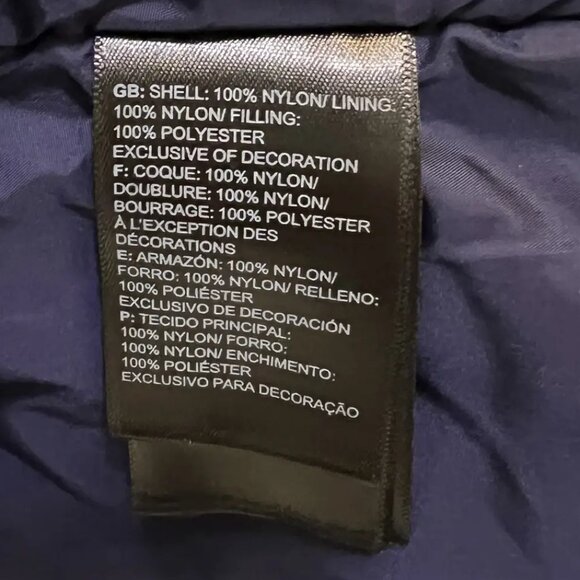 GB: SHELL: 100% NYLON/ LINING:
100% NYLON/ FILLING:
100% POLYESTER
EXCLUSIVE OF DECORATION
F: COQUE: 100% NYLON/
DOUBLURE: 100% NYLON/
BOURRAGE: 100% POLYESTER
À L'EXCEPTION DES
DÉCORATIONS
E: ARMAZÓN: 100% NYLON/
FORRO: 100% NYLON/ RELLENO:
100% POLIÉSTER
EXCLUSIVO DE DECORACIÓN
P: TECIDO PRINCIPAL:
100% NYLON/ FORRO:
100% NYLON/ ENCHIMENTO:
100% POLIÉSTER
EXCLUSIVO PARA DECORAÇÃO